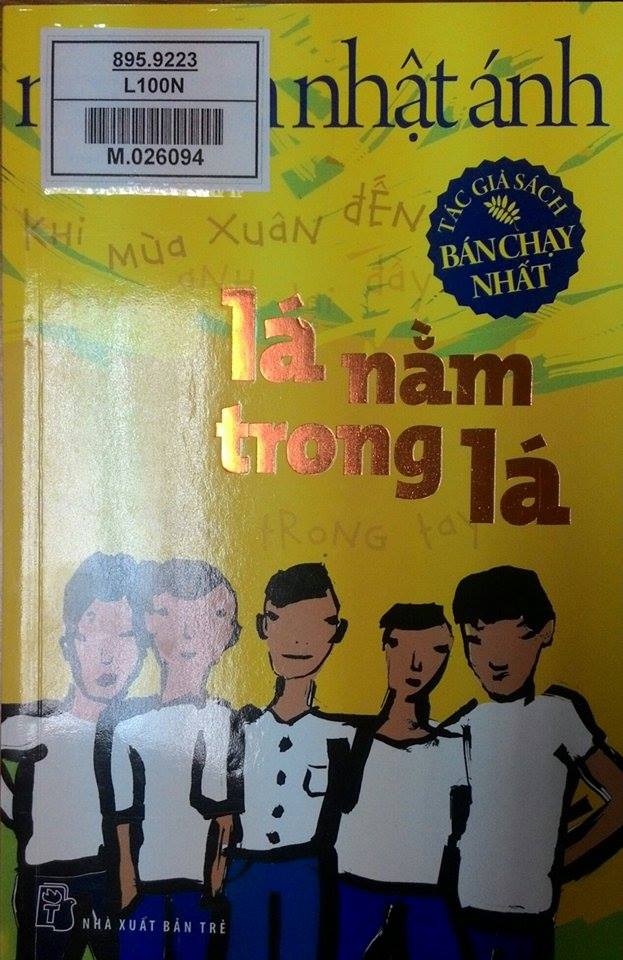 895.9223
L100N
M.026094
nhật ánh
TÁC GIẢ SÁCH
BÁN CHẠY
NHẤT
KHi MÙa XUâN ĐẾN
đây
lá nằm
trong lá
TRONG tay
NHÀ XUẤT BẢN TRẺ